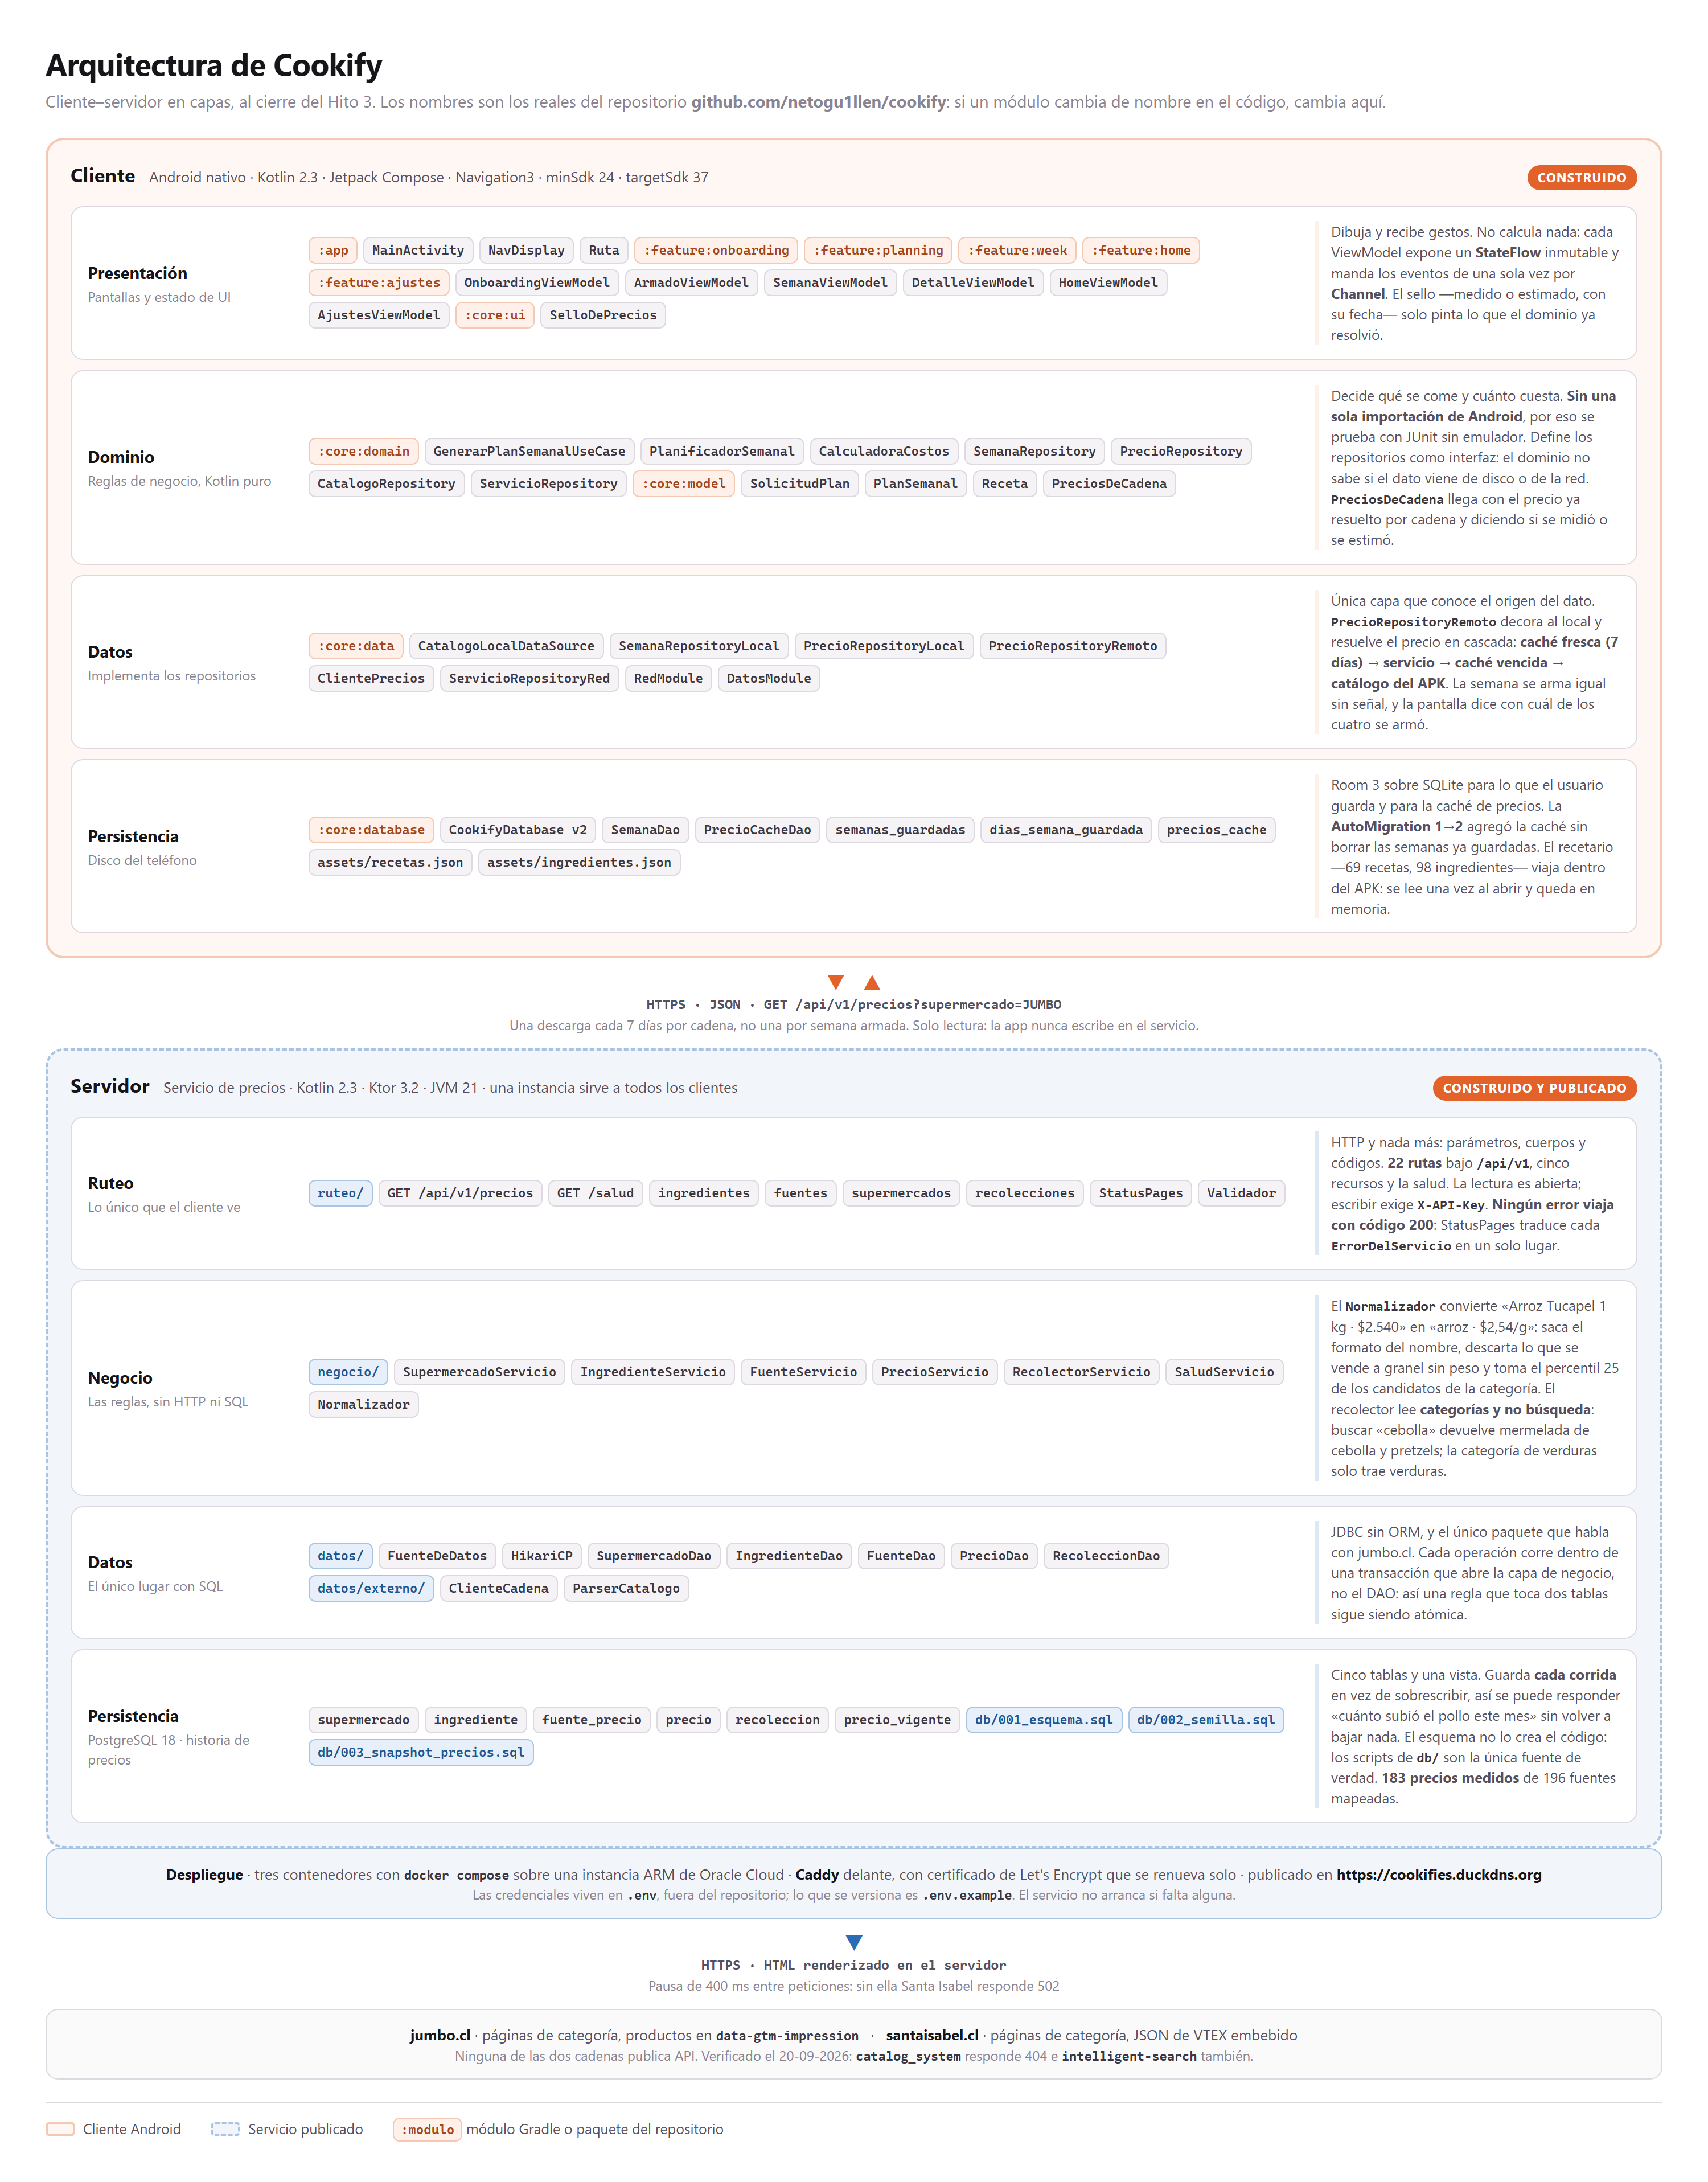 Arquitectura de Cookify
Cliente–servidor en capas, al cierre del Hito 3. Los nombres son los reales del repositorio github.com/netogu1llen/cookify: si un módulo cambia de nombre en el código, cambia aquí.
Cliente Android nativo · Kotlin 2.3 · Jetpack Compose · Navigation3 · minSdk 24 · targetSdk 37
CONSTRUIDO
Presentación
Pantallas y estado de UI
:app MainActivity NavDisplay Ruta :feature:onboarding :feature:planning :feature:week :feature:home
:feature:ajustes OnboardingViewModel ArmadoViewModel SemanaViewModel DetalleViewModel HomeViewModel
AjustesViewModel :core:ui SelloDePrecios
Dibuja y recibe gestos. No calcula nada: cada
ViewModel expone un StateFlow inmutable y
manda los eventos de una sola vez por
Channel. El sello —medido o estimado, con
su fecha— solo pinta lo que el dominio ya
resolvió.
Dominio
Reglas de negocio, Kotlin puro
:core:domain GenerarPlanSemanalUseCase PlanificadorSemanal CalculadoraCostos SemanaRepository PrecioRepository
CatalogoRepository ServicioRepository :core:model SolicitudPlan PlanSemanal Receta PreciosDeCadena
Decide qué se come y cuánto cuesta. Sin una
sola importación de Android, por eso se
prueba con JUnit sin emulador. Define los
repositorios como interfaz: el dominio no
sabe si el dato viene de disco o de la red.
PreciosDeCadena llega con el precio ya
resuelto por cadena y diciendo si se midió o
se estimó.
Datos
Implementa los repositorios
:core:data CatalogoLocalDataSource SemanaRepositoryLocal PrecioRepositoryLocal PrecioRepositoryRemoto
ClientePrecios ServicioRepositoryRed RedModule DatosModule
Única capa que conoce el origen del dato.
PrecioRepositoryRemoto decora al local y
resuelve el precio en cascada: caché fresca (7
días) → servicio → caché vencida →
catálogo del APK. La semana se arma igual
sin señal, y la pantalla dice con cuál de los
cuatro se armó.
Persistencia
Disco del teléfono
:core:database CookifyDatabase v2 SemanaDao PrecioCacheDao semanas_guardadas dias_semana_guardada precios_cache
assets/recetas.json assets/ingredientes.json
Room 3 sobre SQLite para lo que el usuario
guarda y para la caché de precios. La
AutoMigration 1→2 agregó la caché sin
borrar las semanas ya guardadas. El recetario
—69 recetas, 98 ingredientes— viaja dentro
del APK: se lee una vez al abrir y queda en
memoria.
▼ ▲
HTTPS · JSON · GET /api/v1/precios?supermercado=JUMBO
Una descarga cada 7 días por cadena, no una por semana armada. Solo lectura: la app nunca escribe en el servicio.
Servidor Servicio de precios · Kotlin 2.3 · Ktor 3.2 · JVM 21 · una instancia sirve a todos los clientes
CONSTRUIDO Y PUBLICADO
Ruteo
Lo único que el cliente ve
ruteo/ GET /api/v1/precios GET /salud ingredientes fuentes supermercados recolecciones StatusPages Validador
HTTP y nada más: parámetros, cuerpos y
códigos. 22 rutas bajo /api/v1, cinco
recursos y la salud. La lectura es abierta;
escribir exige X-API-Key. Ningún error viaja
con código 200: StatusPages traduce cada
ErrorDelServicio en un solo lugar.
Negocio
Las reglas, sin HTTP ni SQL
negocio/ SupermercadoServicio IngredienteServicio FuenteServicio PrecioServicio RecolectorServicio SaludServicio
Normalizador
El Normalizador convierte «Arroz Tucapel 1
kg · $2.540» en «arroz · $2,54/g»: saca el
formato del nombre, descarta lo que se
vende a granel sin peso y toma el percentil 25
de los candidatos de la categoría. El
recolector lee categorías y no búsqueda:
buscar «cebolla» devuelve mermelada de
cebolla y pretzels; la categoría de verduras
solo trae verduras.
Datos
El único lugar con SQL
datos/ FuenteDeDatos HikariCP SupermercadoDao IngredienteDao FuenteDao PrecioDao RecoleccionDao
datos/externo/ ClienteCadena ParserCatalogo
JDBC sin ORM, y el único paquete que habla
con jumbo.cl. Cada operación corre dentro de
una transacción que abre la capa de negocio,
no el DAO: así una regla que toca dos tablas
sigue siendo atómica.
Persistencia
PostgreSQL 18 · historia de
precios
supermercado ingrediente fuente_precio precio recoleccion precio_vigente db/001_esquema.sql db/002_semilla.sql
db/003_snapshot_precios.sql
Cinco tablas y una vista. Guarda cada corrida
en vez de sobrescribir, así se puede responder
«cuánto subió el pollo este mes» sin volver a
bajar nada. El esquema no lo crea el código:
los scripts de db/ son la única fuente de
verdad. 183 precios medidos de 196 fuentes
mapeadas.
Despliegue · tres contenedores con docker compose sobre una instancia ARM de Oracle Cloud · Caddy delante, con certificado de Let's Encrypt que se renueva solo · publicado en https://cookifies.duckdns.org
Las credenciales viven en .env, fuera del repositorio; lo que se versiona es .env.example. El servicio no arranca si falta alguna.
▼
HTTPS · HTML renderizado en el servidor
Pausa de 400 ms entre peticiones: sin ella Santa Isabel responde 502
jumbo.cl · páginas de categoría, productos en data-gtm-impression · santaisabel.cl · páginas de categoría, JSON de VTEX embebido
Ninguna de las dos cadenas publica API. Verificado el 20-09-2026: catalog_system responde 404 e intelligent-search también.
Cliente Android Servicio publicado :modulo módulo Gradle o paquete del repositorio